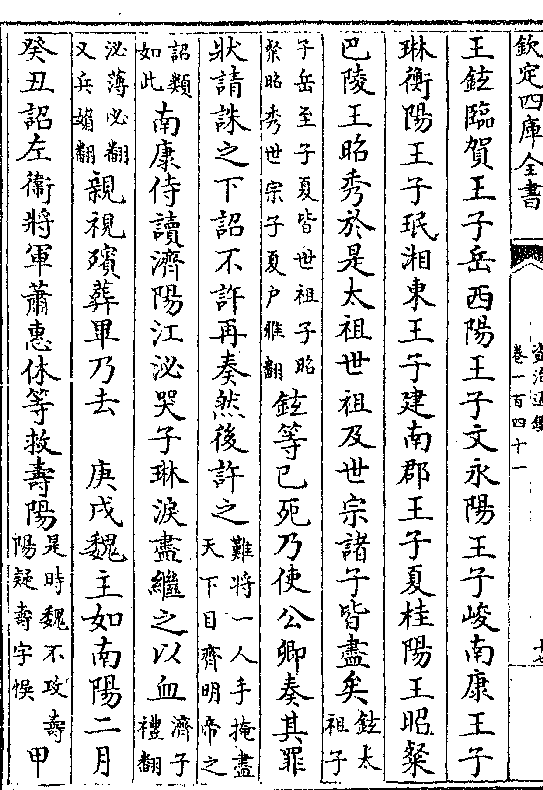 欽定四庫全書
資治通鑑
卷一百四十一
十七
王鉉臨賀王子岳西陽王子文永陽王子峻南康王子
琳衡陽王子珉湘東王子建南郡王子夏桂陽王昭粲
巴陵王昭秀於是太祖世祖及世宗諸子皆盡矣鉉太祖子
子岳至子夏皆世祖子昭粲昭秀世宗子夏户雅翻鉉等已死乃使公卿奏其罪
狀請誅之下詔不許再奏然後許之難將一人手掩盡天下目齊明帝之
詔類如此南康侍讀濟陽江泌哭子琳淚盡繼之以血濟子禮翻
泌薄必翻又兵媚翻親視殯葬畢乃去 庚戌魏主如南陽二月
癸丑詔左衛將軍蕭惠休等救壽陽是時魏不攻壽陽疑壽字悞甲